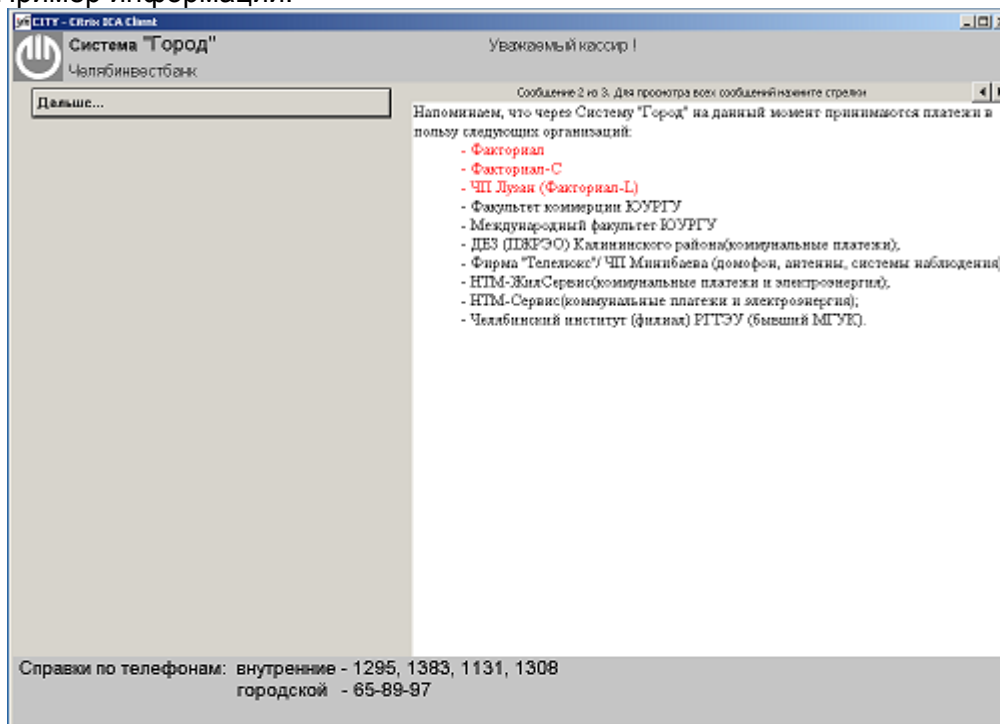 Пример информации:
CITY - Citrix ICA Client
Система "Город"
Уважаемый кассир !
Челябинвестбанк
Сообщение 2 из 3. Для просмотра всех сообщений нажмите стрелки
Дальше...
Напоминаем, что через Систему "Город" на данный момент принимаются платежи в
пользу следующих организаций:
- Факториал
- Факториал-С
- ЧП Лузан (Факториал-L)
- Факультет коммерции ЮУРГУ
- Международный факультет ЮУРГУ
- ДЕЗ (ПЖРЭО) Калининского района(коммунальные платежи);
- Фирма "Телелюкс"/ ЧП Минибаева (домофон, антенны, системы наблюдения)
- НТМ-ЖилСервис(коммунальные платежи и электроэнергия),
- НТМ-Сервис(коммунальные платежи и электроэнергия);
- Челябинский институт (филиал) РГТЭУ (бывший МГУК).
Справки по телефонам: внутренние - 1295, 1383, 1131, 1308
городской - 65-89-97